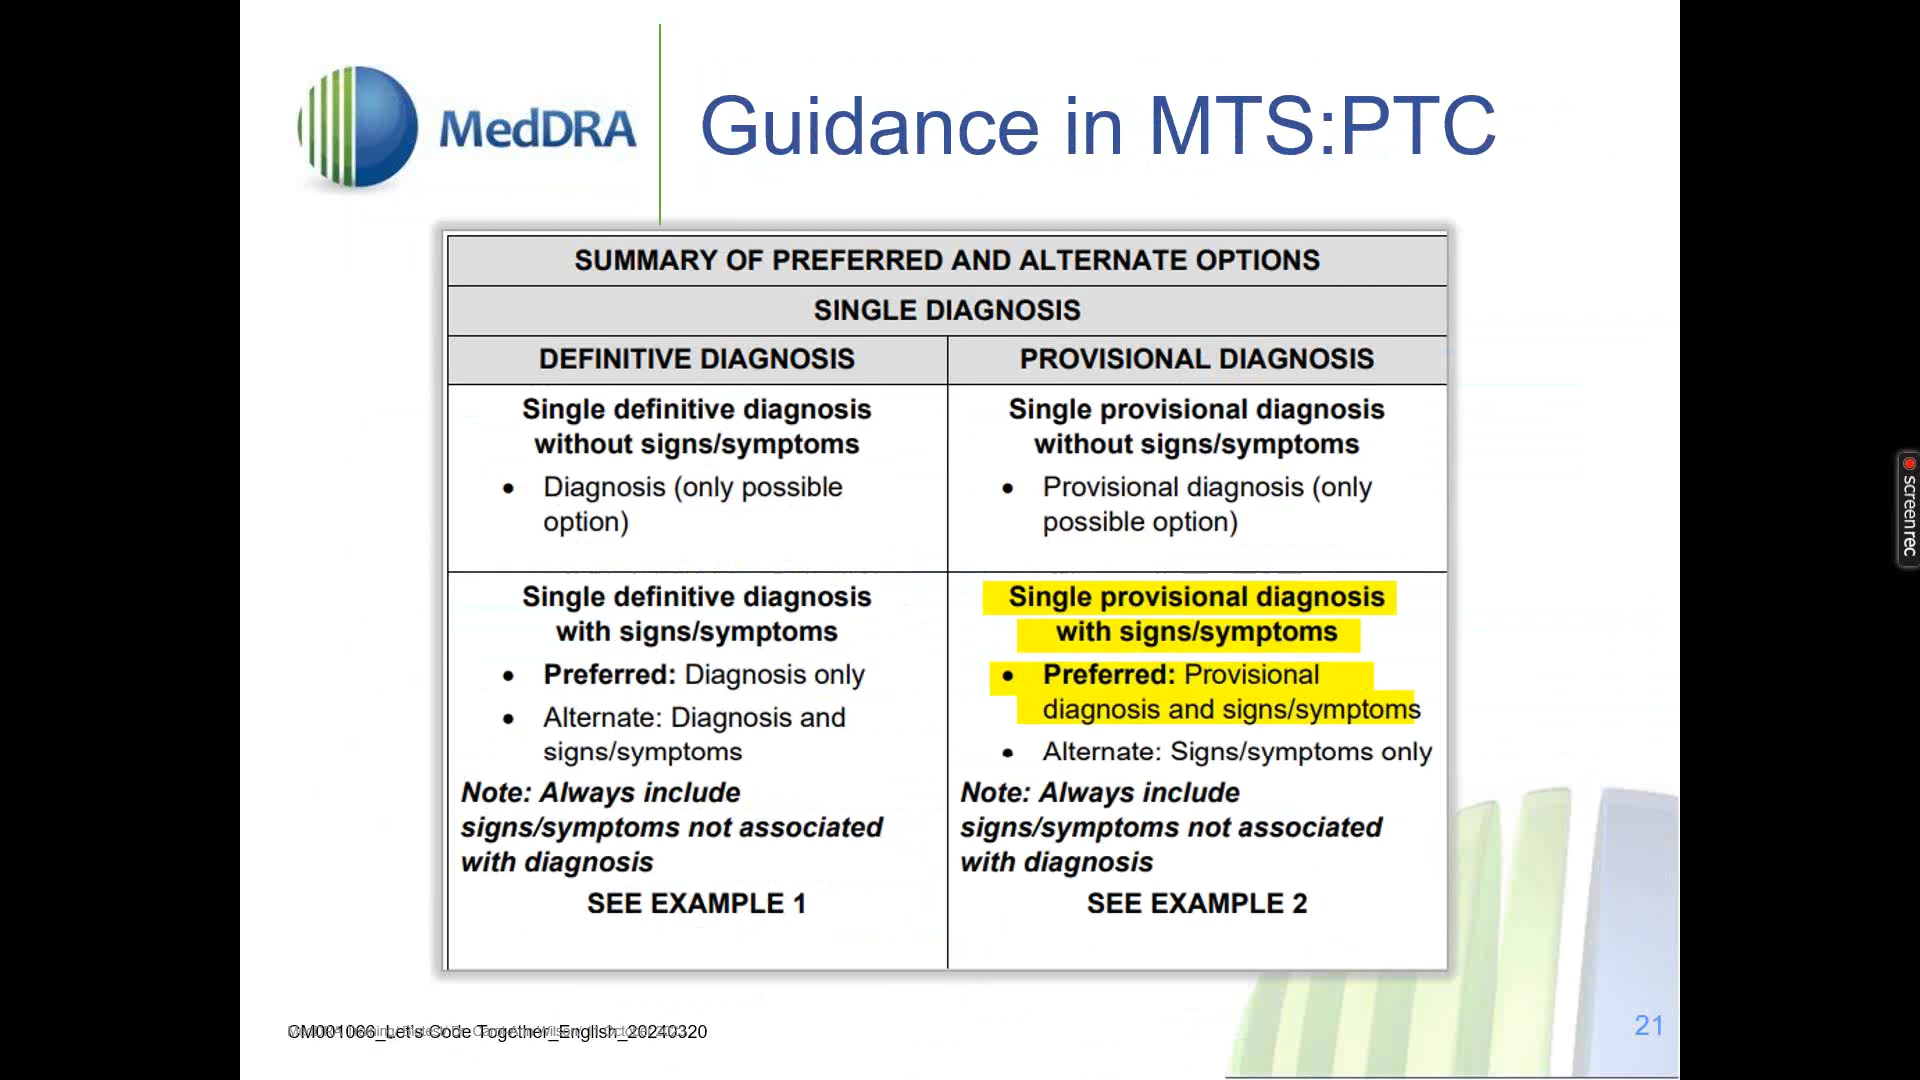 MedDRA
Guidance in MTS:PTC
SUMMARY OF PREFERRED AND ALTERNATE OPTIONS
SINGLE DIAGNOSIS
DEFINITIVE DIAGNOSIS
PROVISIONAL DIAGNOSIS
Single definitive diagnosis
without signs/symptoms
• Diagnosis (only possible
option)
Single provisional diagnosis
without signs/symptoms
• Provisional diagnosis (only
possible option)
Single definitive diagnosis
with signs/symptoms
• Preferred: Diagnosis only
• Alternate: Diagnosis and
signs/symptoms
Note: Always include
signs/symptoms not associated
with diagnosis
SEE EXAMPLE 1
Single provisional diagnosis
with signs/symptoms
• Preferred: Provisional
diagnosis and signs/symptoms
• Alternate: Signs/symptoms only
Note: Always include
signs/symptoms not associated
with diagnosis
SEE EXAMPLE 2
CM001066_Let's Code Together_English_20240320
21
screenrec